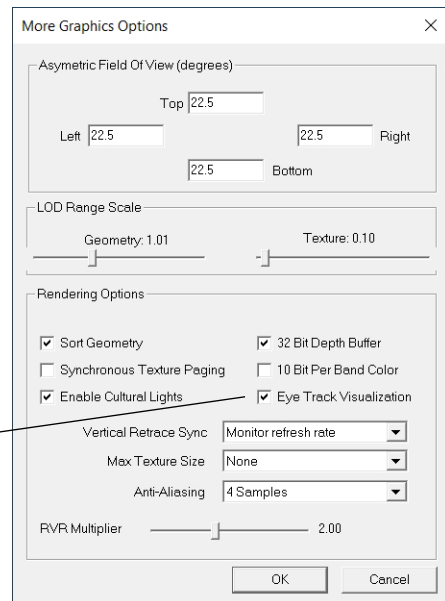 More Graphics Options
Asymetric Field Of View (degrees)
Top 22.5
Left 22.5 22.5 Right
22.5 Bottom
LOD Range Scale
Geometry: 1.01 Texture: 0.10
Rendering Options
Sort Geometry 32 Bit Depth Buffer
Synchronous Texture Paging 10 Bit Per Band Color
Enable Cultural Lights Eye Track Visualization
Vertical Retrace Sync Monitor refresh rate
Max Texture Size None
Anti-Aliasing 4 Samples
RVR Multiplier 2.00
OK Cancel